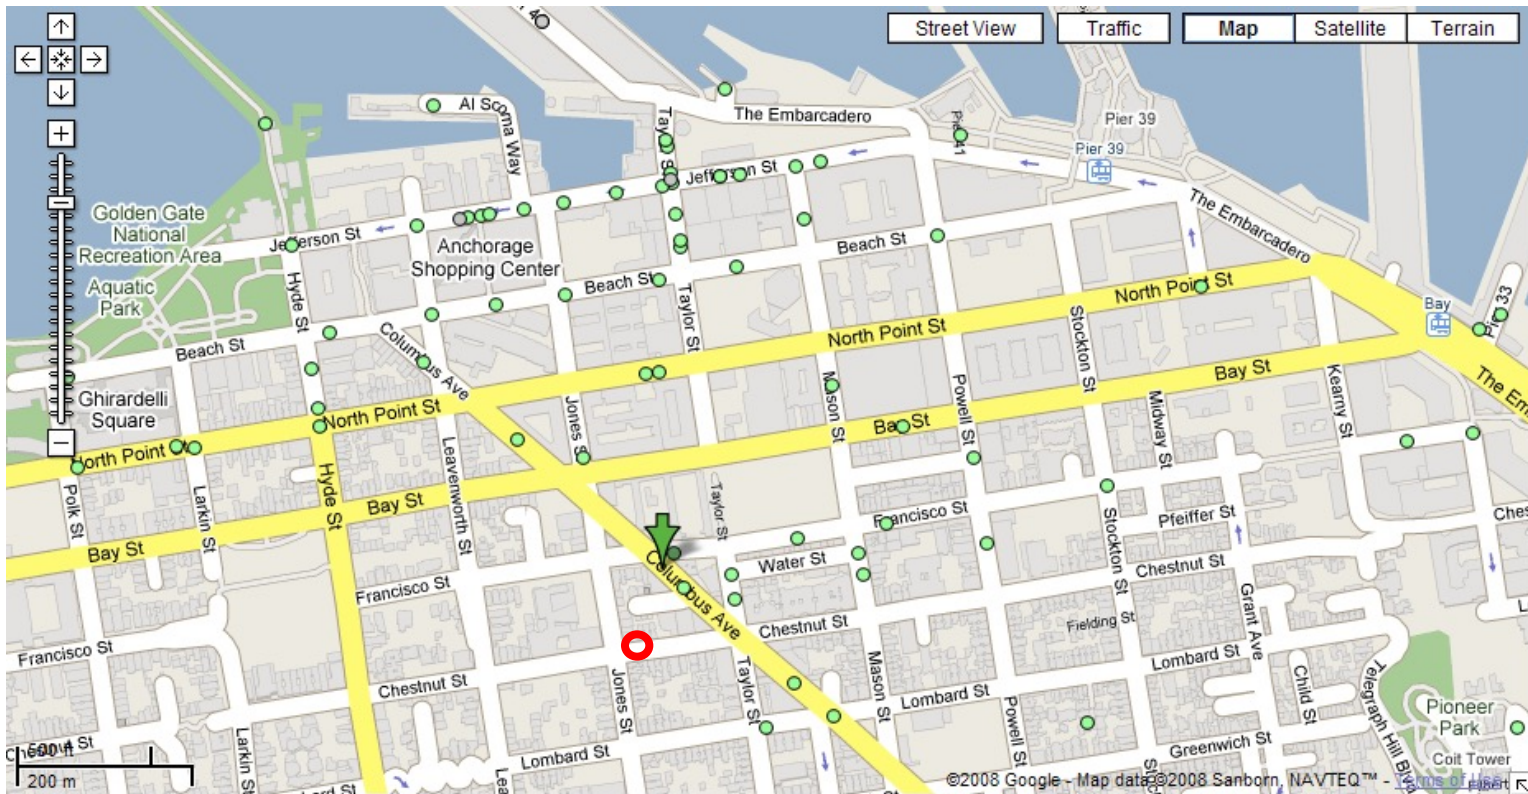 Street View
Traffic
Map
Satellite
Terrain
Al Scoma Way
Taylor St
The Embarcadero
Pier 41
Pier 39
Pier 39
Jefferson St
Golden Gate
National
Recreation Area
Aquatic
Park
Jefferson St
Anchorage
Shopping Center
Beach St
The Embarcadero
Beach St
Hyde St
Taylor St
North Point St
Stockton St
Bay
Pier 33
Beach St
Columbus Ave
North Point St
Bay St
Kearny St
Ghirardelli
Square
North Point St
Jones St
Mason St
Powell St
Midway St
Bay St
North Point St
Leavenworth St
Hyde St
Polk St
Larkin St
Bay St
Bay St
Taylor St
Francisco St
Pfeiffer St
Stockton St
Columbus Ave
Water St
Chestnut St
Francisco St
Grant Ave
Chestnut St
Fielding St
Francisco St
Lombard St
Chestnut St
Jones St
Taylor St
Mason St
Lombard St
Powell St
Child St
Telegraph Hill
Pioneer
Park
Larkin St
Lombard St
Greenwich St
Coit Tower
500 ft
200 m
©2008 Google - Map data ©2008 Sanborn, NAVTEQ™ - Terms of Use